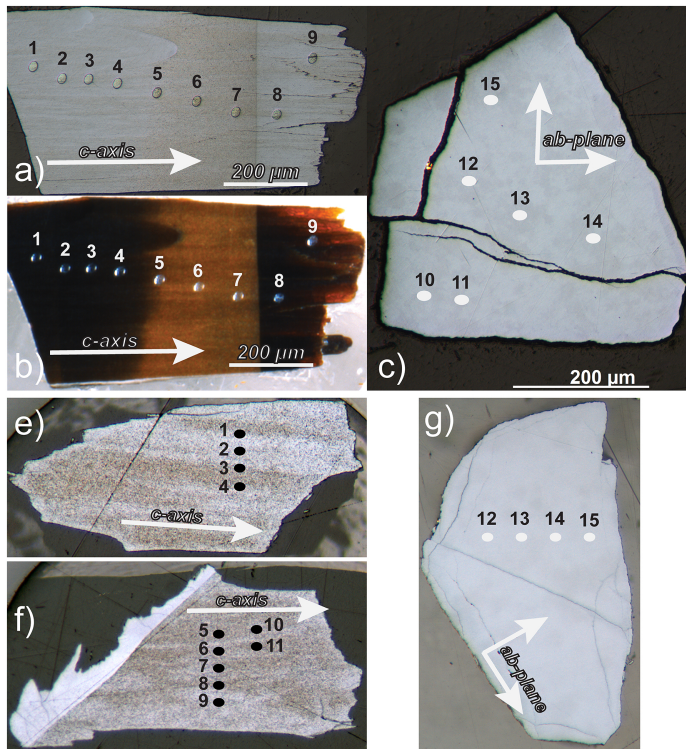 1 2 3 4 5 6 7 8 9
c-axis
200 µm
a)
1 2 3 4 5 6 7 8 9
c-axis
200 µm
b)
15
ab-plane
12
13
14
10 11
c)
200 µm
e)
1
2
3
4
c-axis
f)
c-axis
5 10
6 11
7
8
9
g)
12 13 14 15
ab-plane